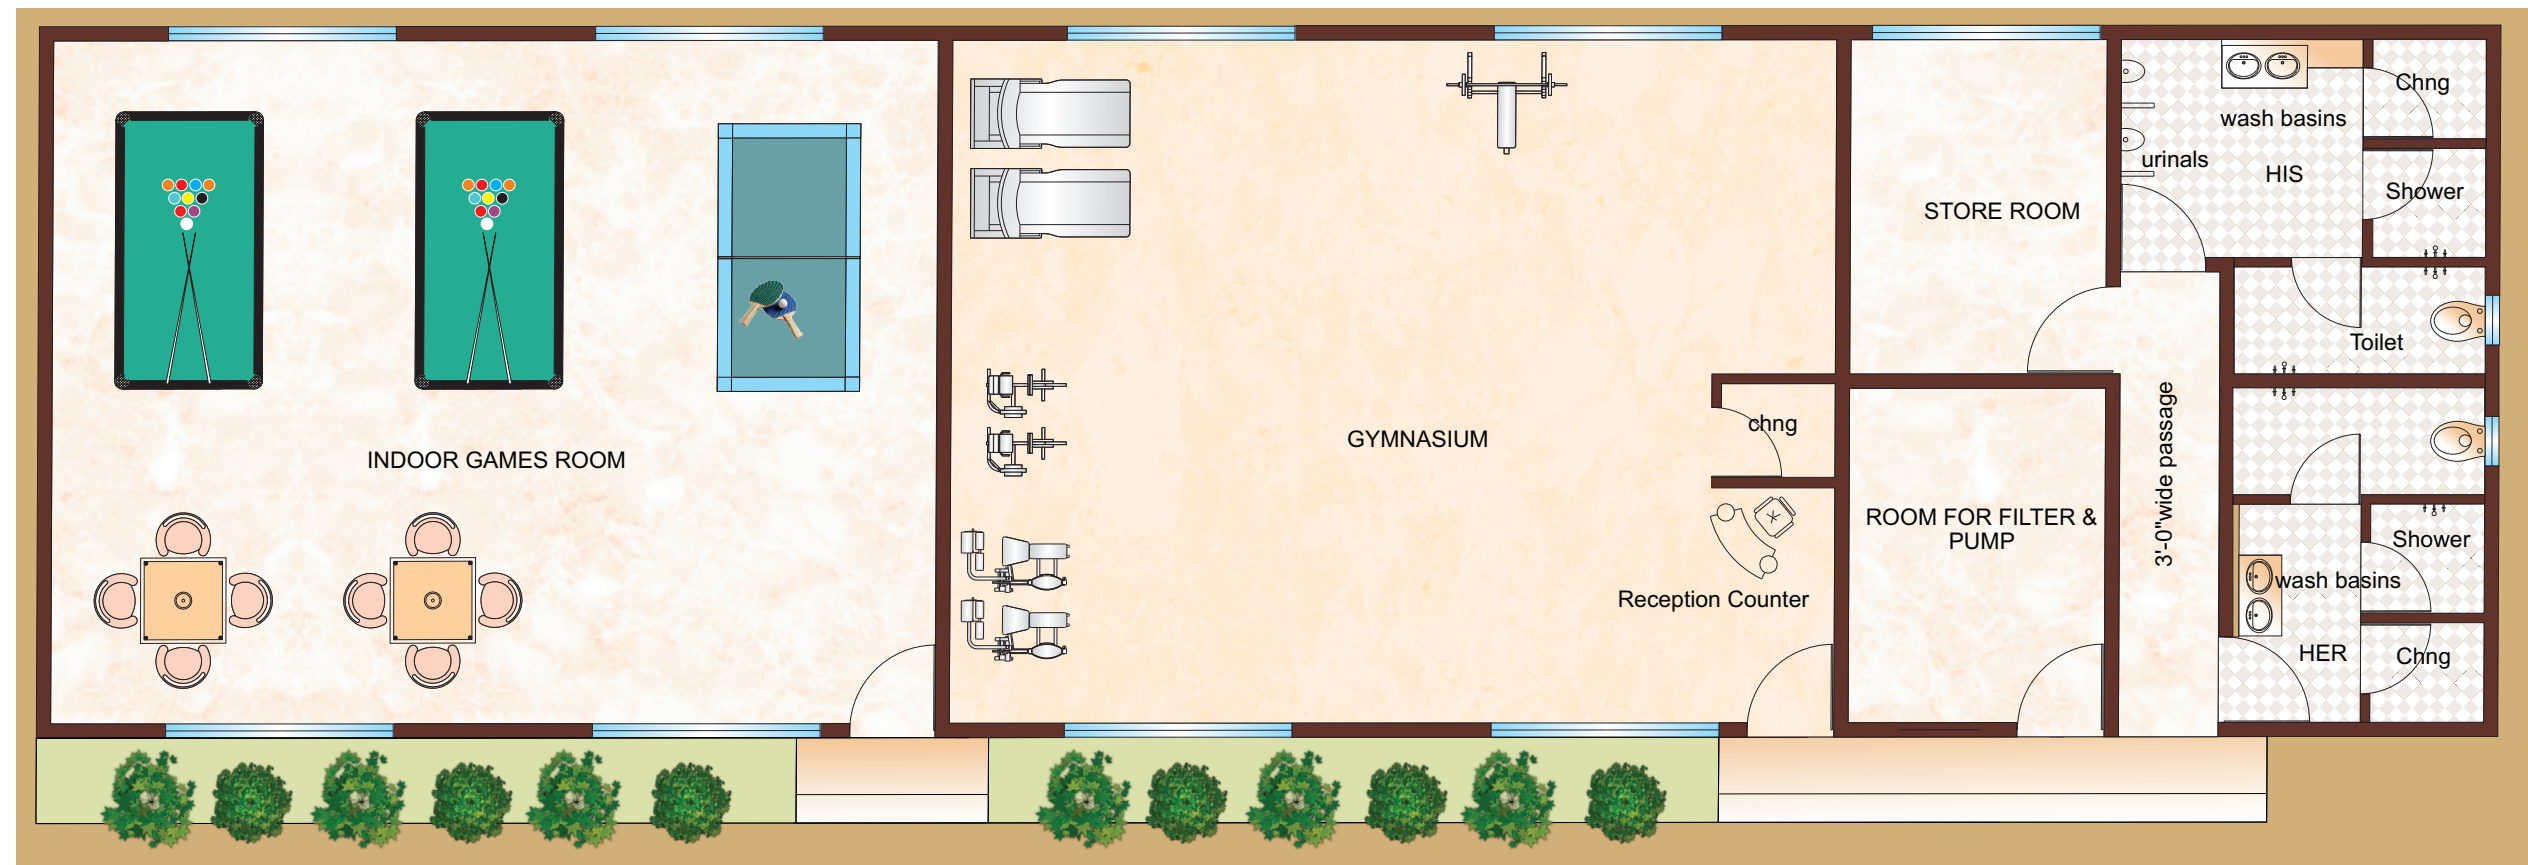 Chng
wash basins
urinals
HIS
Shower
STORE ROOM
Toilet
3'-0"wide passage
chng
GYMNASIUM
INDOOR GAMES ROOM
ROOM FOR FILTER &
PUMP
Shower
wash basins
Reception Counter
HER
Chng